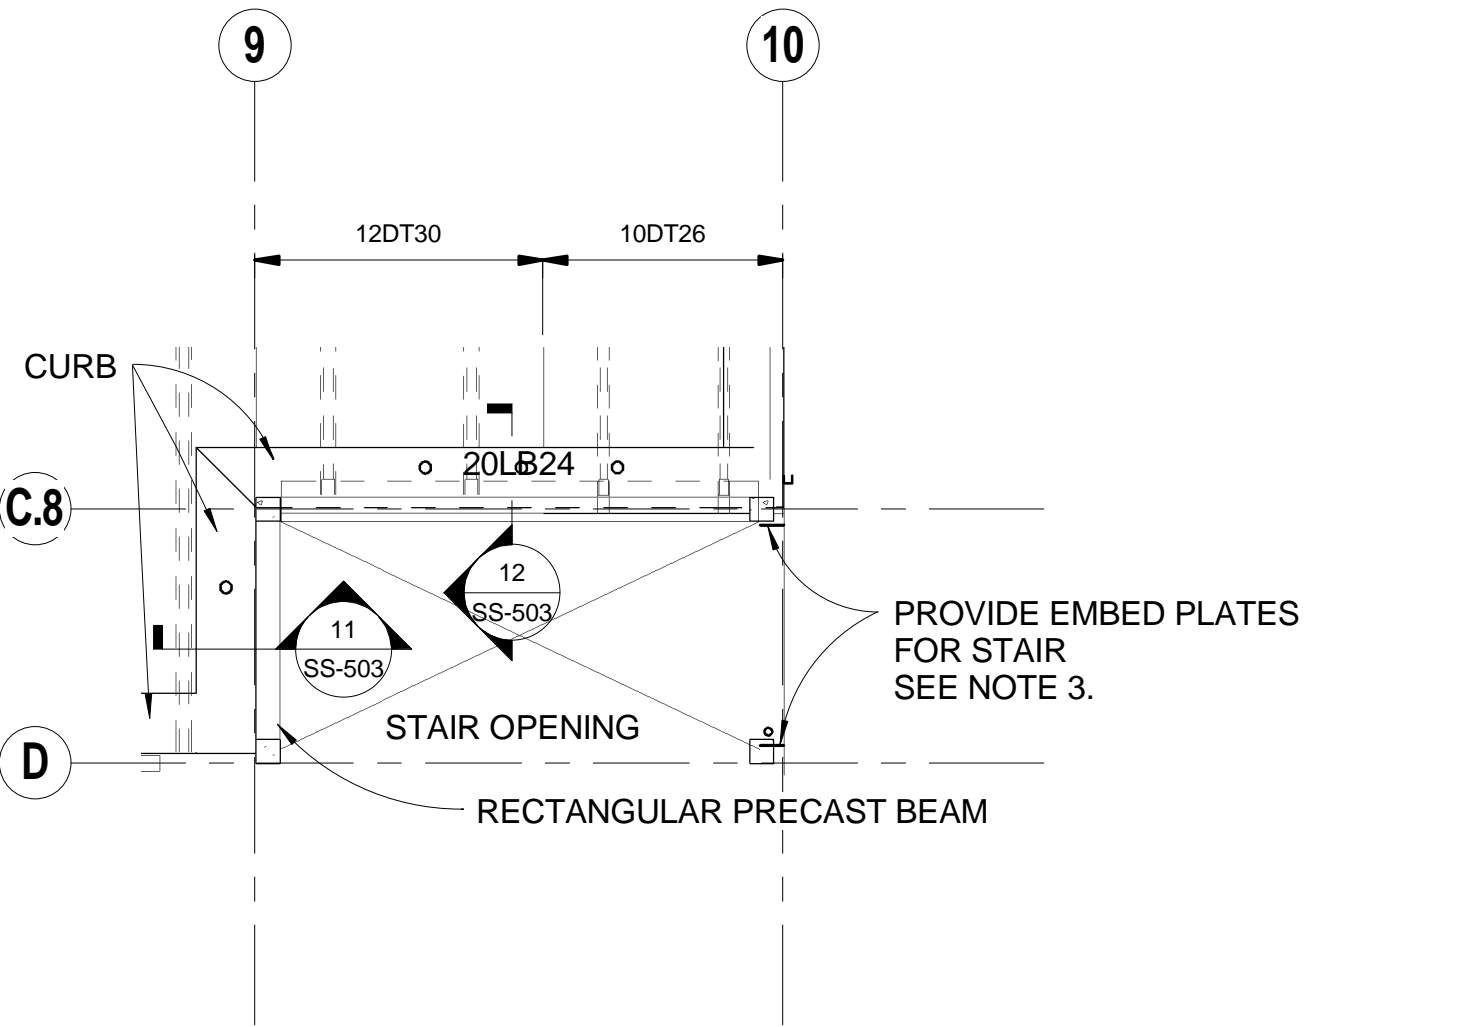 9
10
12DT30
10DT26
CURB
20LB24
C.8
12
SS-503
11
SS-503
PROVIDE EMBED PLATES
FOR STAIR
SEE NOTE 3.
STAIR OPENING
D
RECTANGULAR PRECAST BEAM